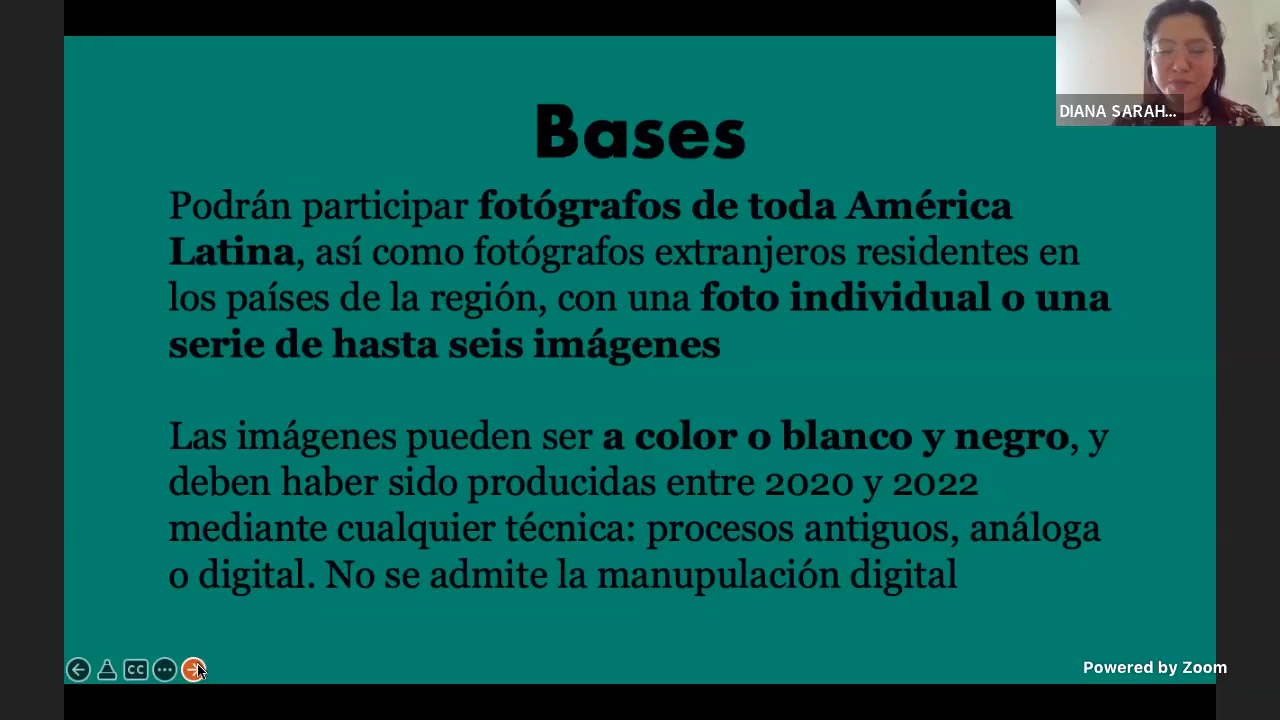 Bases
DIANA SARAH...
Podrán participar fotógrafos de toda América
Latina, así como fotógrafos extranjeros residentes en
los países de la región, con una foto individual o una
serie de hasta seis imágenes
Las imágenes pueden ser a color o blanco y negro, y
deben haber sido producidas entre 2020 y 2022
mediante cualquier técnica: procesos antiguos, análoga
o digital. No se admite la manupulación digital
CC
Powered by Zoom